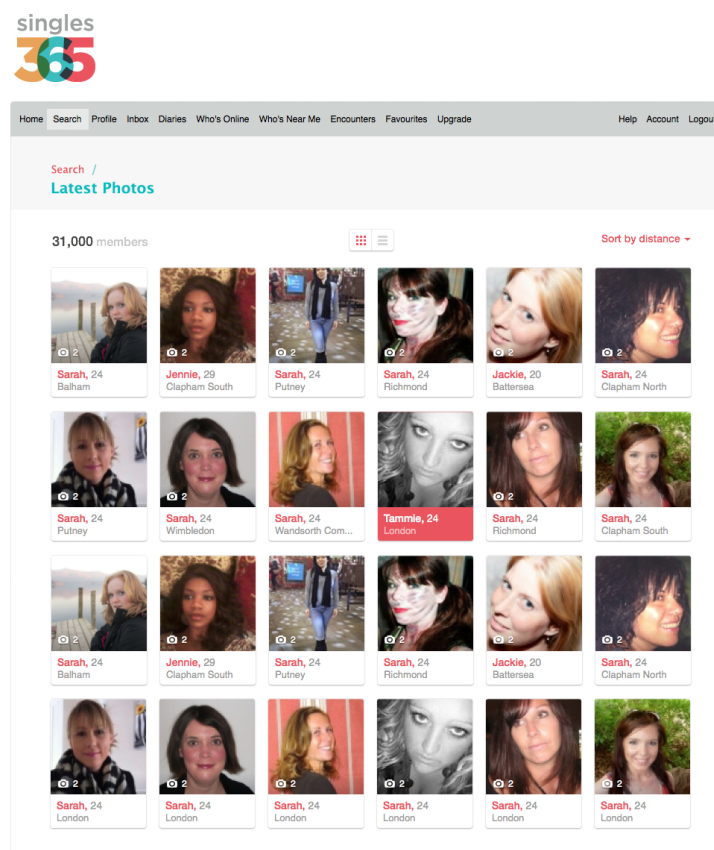 singles
365
Home Search Profile Inbox Diaries Who's Online Who's Near Me Encounters Favourites Upgrade Help Account Logou
Search /
Latest Photos
31,000 members
Sort by distance
2 2 2 2 2 2
Sarah, 24 Jennie, 29 Sarah, 24 Sarah, 24 Jackie, 20 Sarah, 24
Balham Clapham South Putney Richmond Battersea Clapham North
2 2 2 2
Sarah, 24 Sarah, 24 Sarah, 24 Tammie, 24 Sarah, 24 Sarah, 24
Putney Wimbledon Wandsorth Com... London Richmond Clapham South
2 2 2 2 2 2
Sarah, 24 Jennie, 29 Sarah, 24 Sarah, 24 Jackie, 20 Sarah, 24
Balham Clapham South Putney Richmond Battersea Clapham North
2 2 2 2 2 2
Sarah, 24 Sarah, 24 Sarah, 24 Sarah, 24 Sarah, 24 Sarah, 24
London London London London London London